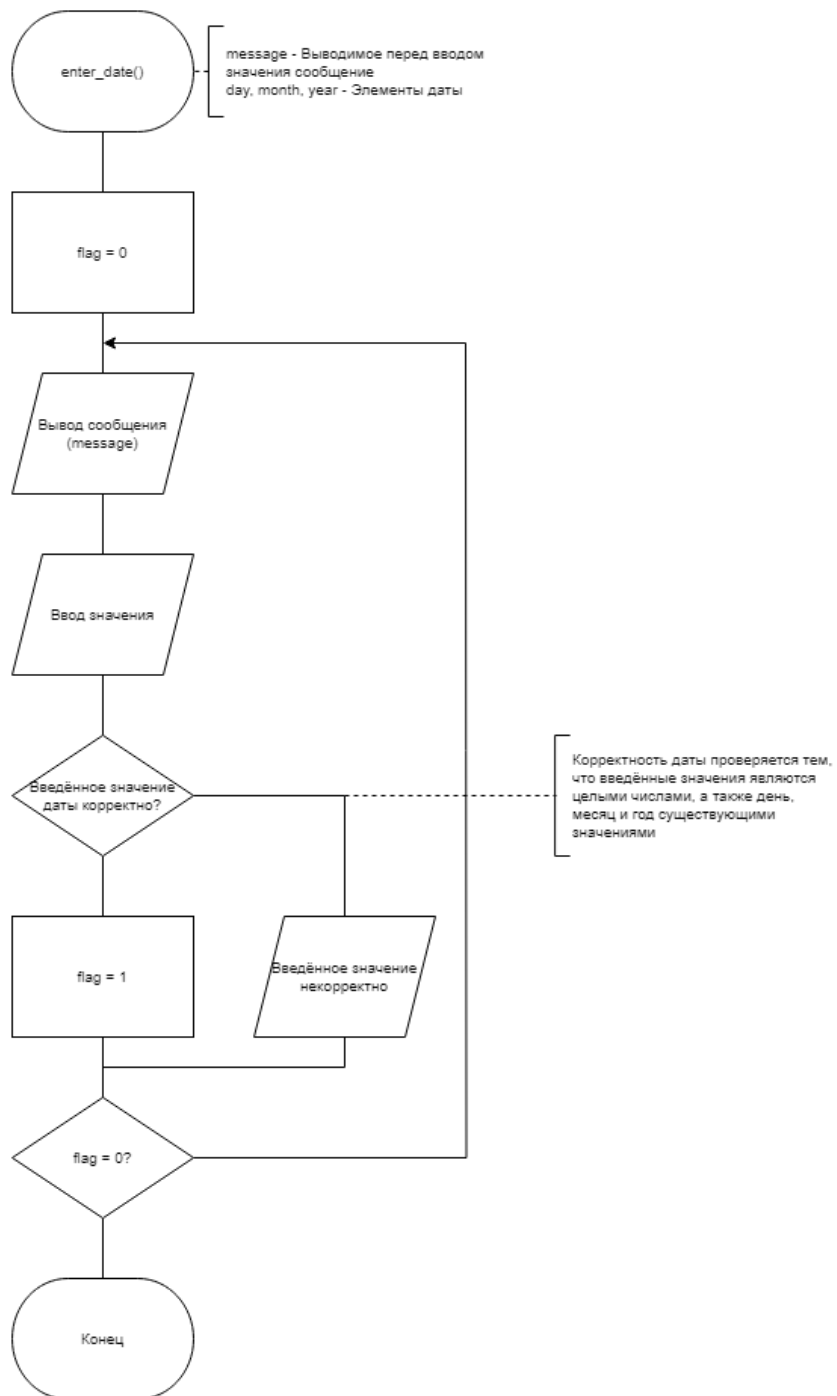 enter_date()
message - Выводимое перед вводом
значения сообщение
day, month, year - Элементы даты
flag = 0
Вывод сообщения
(message)
Ввод значения
Введённое значение
даты корректно?
Корректность даты проверяется тем,
что введённые значения являются
целыми числами, а также день,
месяц и год существующими
значениями
flag = 1
Введённое значение
некорректно
flag = 0?
Конец